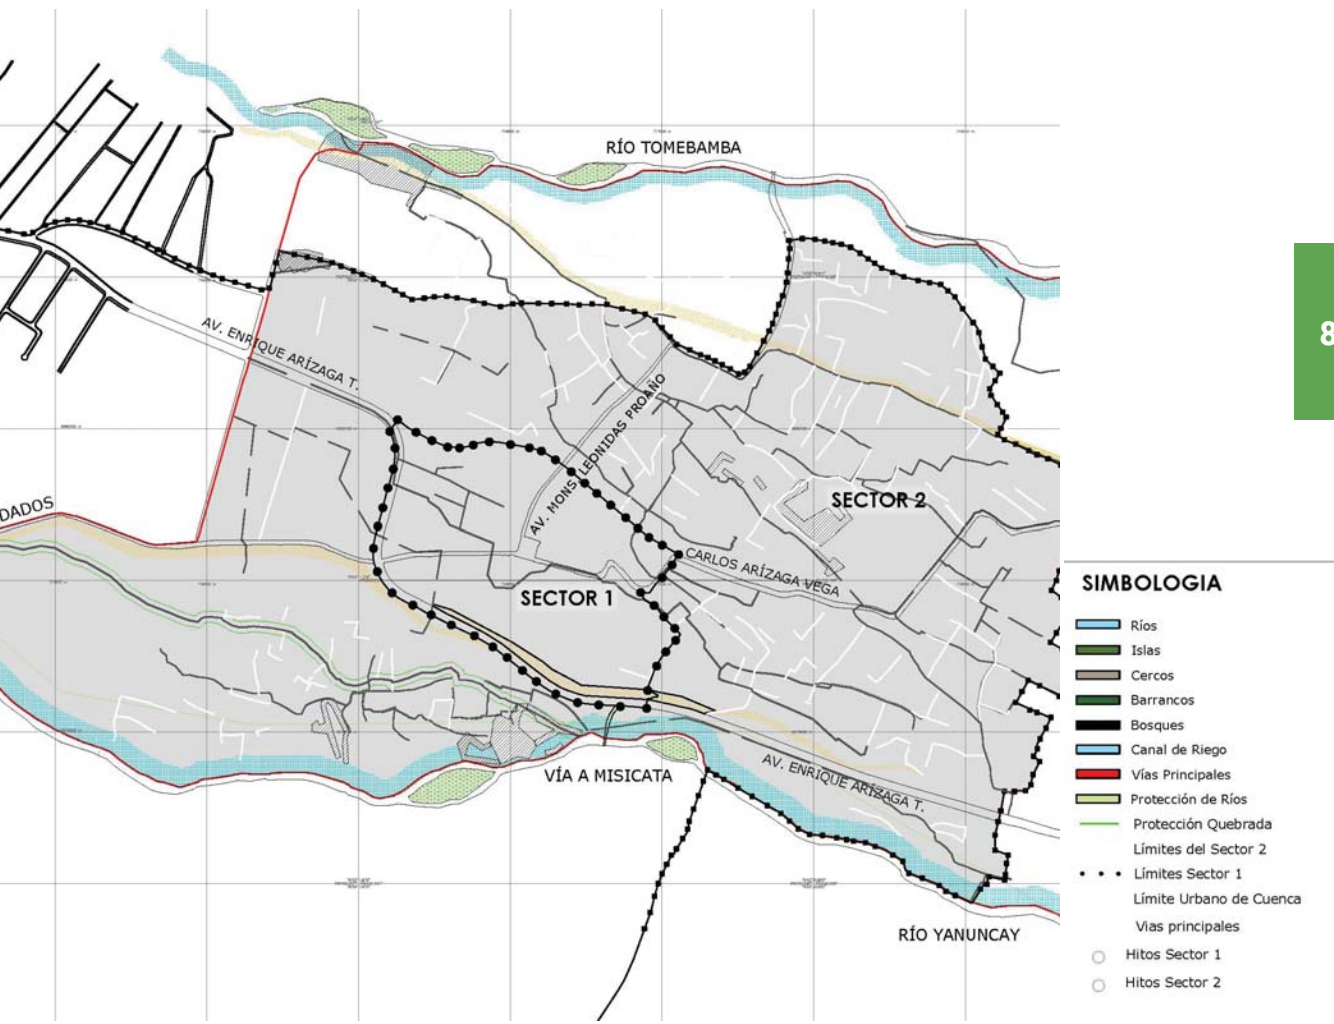 RÍO TOMEBAMBA
AV. ENRIQUE ARÍZAGA T.
AV. MONS. LEONIDAS PROAÑO
SECTOR 2
DADOS
CARLOS ARÍZAGA VEGA
SECTOR 1
VÍA A MISICATA
AV. ENRIQUE ARÍZAGA T.
RÍO YANUNCAY
8
SIMBOLOGIA
Ríos
Islas
Cercos
Barrancos
Bosques
Canal de Riego
Vías Principales
Protección de Ríos
Protección Quebrada
Límites del Sector 2
Límites Sector 1
Límite Urbano de Cuenca
Vias principales
Hitos Sector 1
Hitos Sector 2